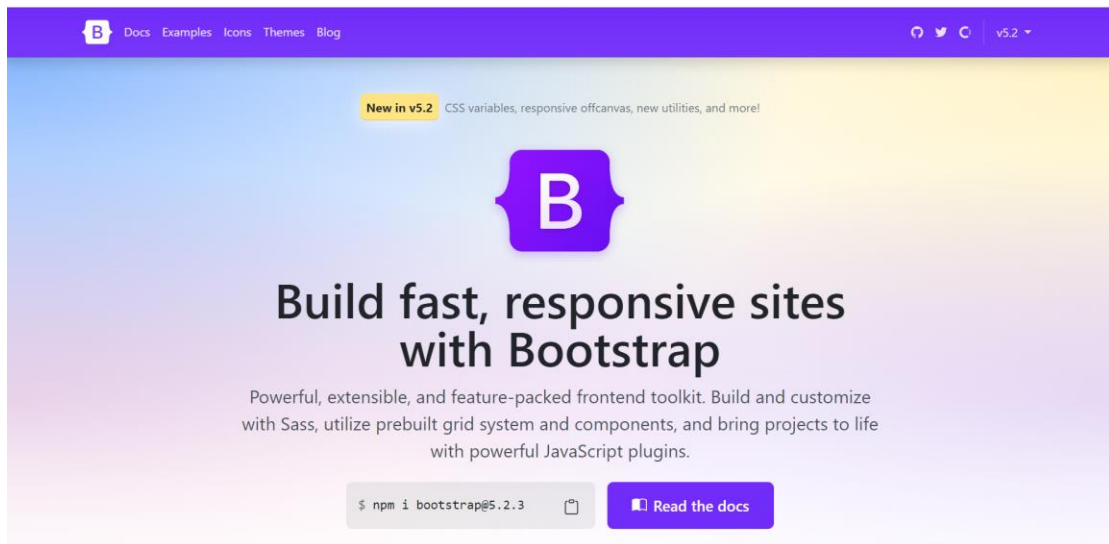 B Docs Examples Icons Themes Blog v5.2
New in v5.2 CSS variables, responsive offcanvas, new utilities, and more!
B
Build fast, responsive sites
with Bootstrap
Powerful, extensible, and feature-packed frontend toolkit. Build and customize
with Sass, utilize prebuilt grid system and components, and bring projects to life
with powerful JavaScript plugins.
$ npm i bootstrap@5.2.3 Read the docs